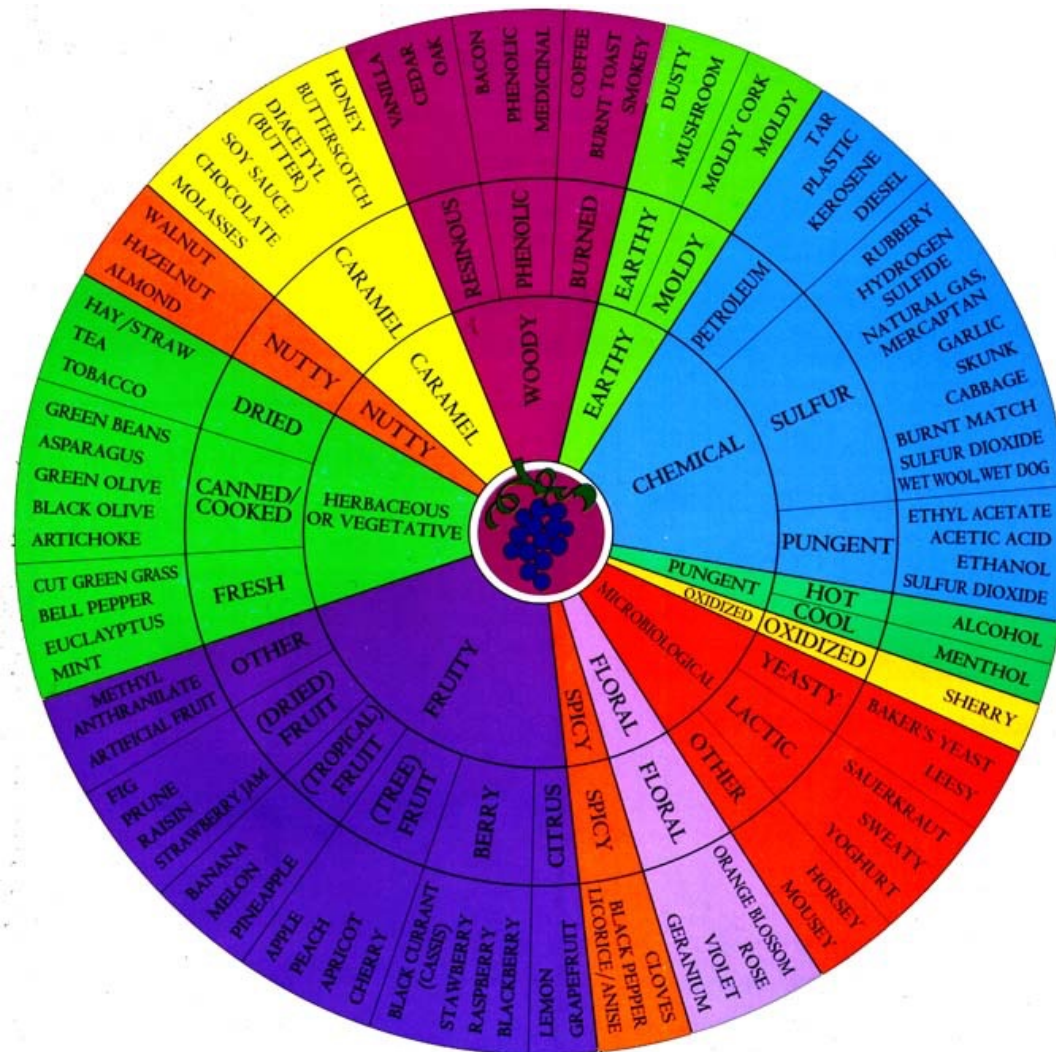 WOODY
RESINOUS
VANILLA
CEDAR
OAK
PHENOLIC
BACON
PHENOLIC
MEDICINAL
BURNED
COFFEE
BURNT TOAST
SMOKEY
EARTHY
EARTHY
DUSTY
MUSHROOM
MOLDY
MOLDY CORK
MOLDY
CHEMICAL
PETROLEUM
TAR
PLASTIC
KEROSENE
DIESEL
SULFUR
RUBBERY
HYDROGEN
SULFIDE
NATURAL GAS,
MERCAPTAN
GARLIC
SKUNK
CABBAGE
BURNT MATCH
SULFUR DIOXIDE
WET WOOL, WET DOG
PUNGENT
ETHYL ACETATE
ACETIC ACID
ETHANOL
SULFUR DIOXIDE
PUNGENT
HOT
ALCOHOL
COOL
MENTHOL
OXIDIZED
OXIDIZED
SHERRY
MICROBIOLOGICAL
YEASTY
BAKER'S YEAST
LEESY
LACTIC
SAUERKRAUT
SWEATY
YOGHURT
OTHER
HORSEY
MOUSEY
FLORAL
FLORAL
ORANGE BLOSSOM
ROSE
VIOLET
GERANIUM
SPICY
SPICY
CLOVES
BLACK PEPPER
LICORICE/ANISE
FRUITY
CITRUS
GRAPEFRUIT
LEMON
BERRY
BLACKBERRY
RASPBERRY
STAWBERRY
BLACK CURRANT
(CASSIS)
(TREE)
FRUIT
CHERRY
APRICOT
PEACH
APPLE
(TROPICAL)
FRUIT
PINEAPPLE
MELON
BANANA
(DRIED)
FRUIT
STRAWBERRY JAM
RAISIN
PRUNE
FIG
OTHER
ARTIFICIAL FRUIT
METHYL
ANTHRANILATE
HERBACEOUS
OR VEGETATIVE
FRESH
CUT GREEN GRASS
BELL PEPPER
EUCLAYPTUS
MINT
CANNED/
COOKED
GREEN BEANS
ASPARAGUS
GREEN OLIVE
BLACK OLIVE
ARTICHOKE
DRIED
HAY/STRAW
TEA
TOBACCO
NUTTY
NUTTY
WALNUT
HAZELNUT
ALMOND
CARAMEL
CARAMEL
HONEY
BUTTERSCOTCH
DIACETYL
(BUTTER)
SOY SAUCE
CHOCOLATE
MOLASSES